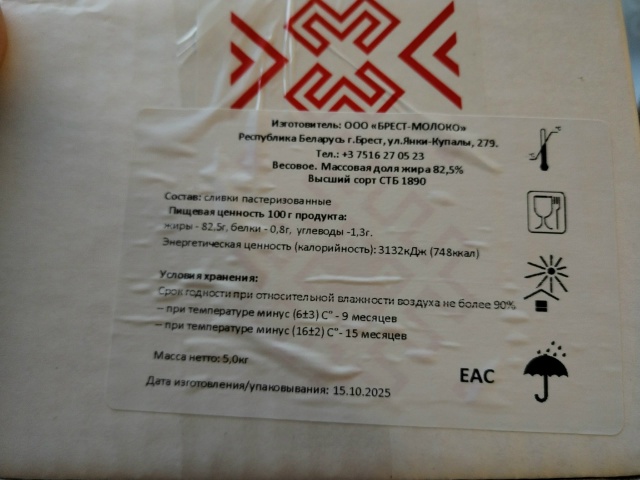 Изготовитель: ООО «БРЕСТ-МОЛОКО»
Республика Беларусь г.Брест, ул.Янки-Купалы, 279.
Тел.: +3 7516 27 05 23
Весовое. Массовая доля жира 82,5%
Высший сорт СТБ 1890
Состав: сливки пастеризованные
Пищевая ценность 100 г продукта:
жиры - 82,5г, белки - 0,8г, углеводы -1,3г.
Энергетическая ценность (калорийность): 3132кДж (748ккал)
Условия хранения:
Срок годности при относительной влажности воздуха не более 90%
– при температуре минус (6±3) С°- 9 месяцев
– при температуре минус (16±2) С°- 15 месяцев
Масса нетто: 5,0кг
Дата изготовления/упаковывания: 15.10.2025
ЕАС